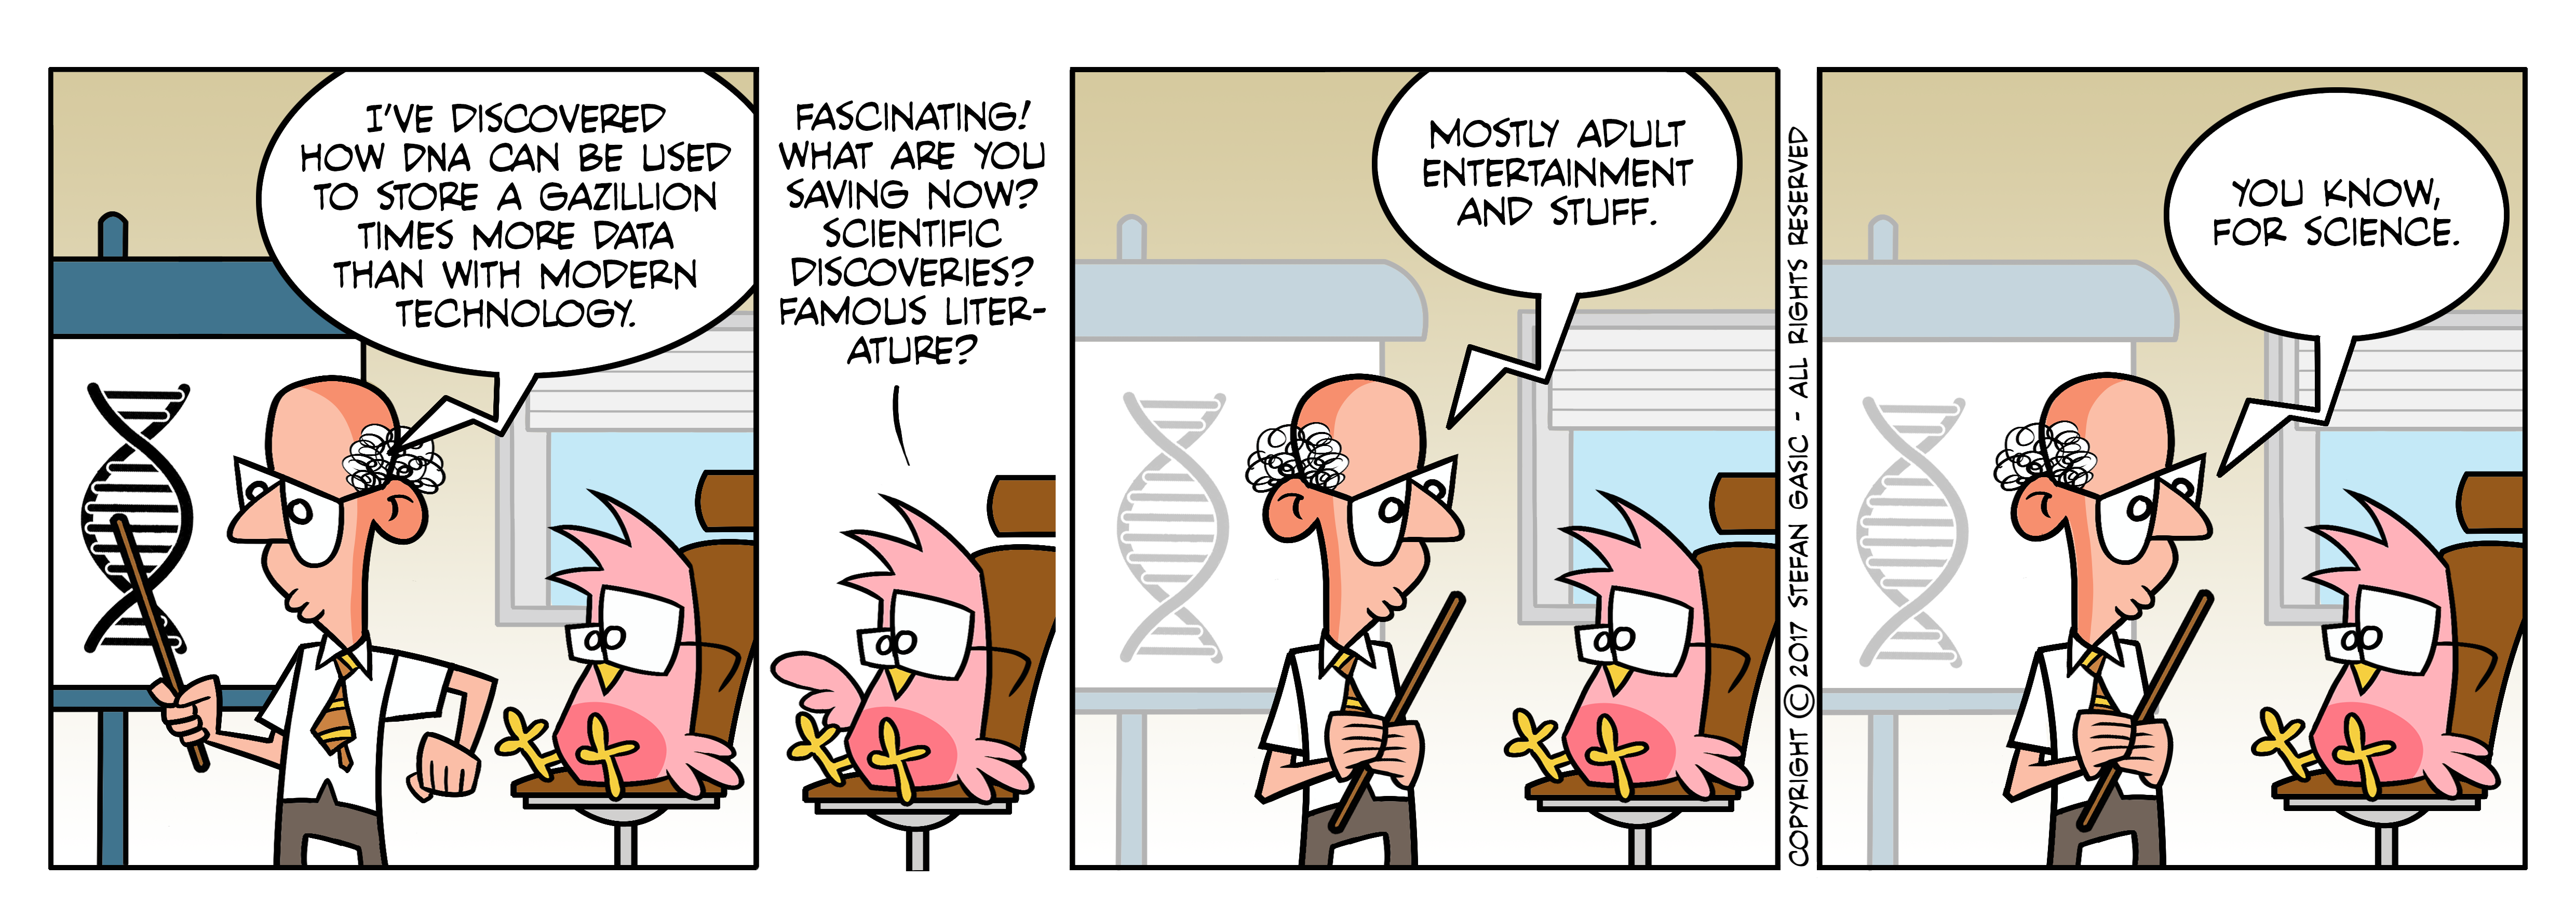 I'VE DISCOVERED
HOW DNA CAN BE USED
TO STORE A GAZILLION
TIMES MORE DATA
THAN WITH MODERN
TECHNOLOGY.
FASCINATING!
WHAT ARE YOU
SAVING NOW?
SCIENTIFIC
DISCOVERIES?
FAMOUS LITER-
ATURE?
MOSTLY ADULT
ENTERTAINMENT
AND STUFF.
COPYRIGHT © 2017 STEFAN GASIC - ALL RIGHTS RESERVED
YOU KNOW,
FOR SCIENCE.